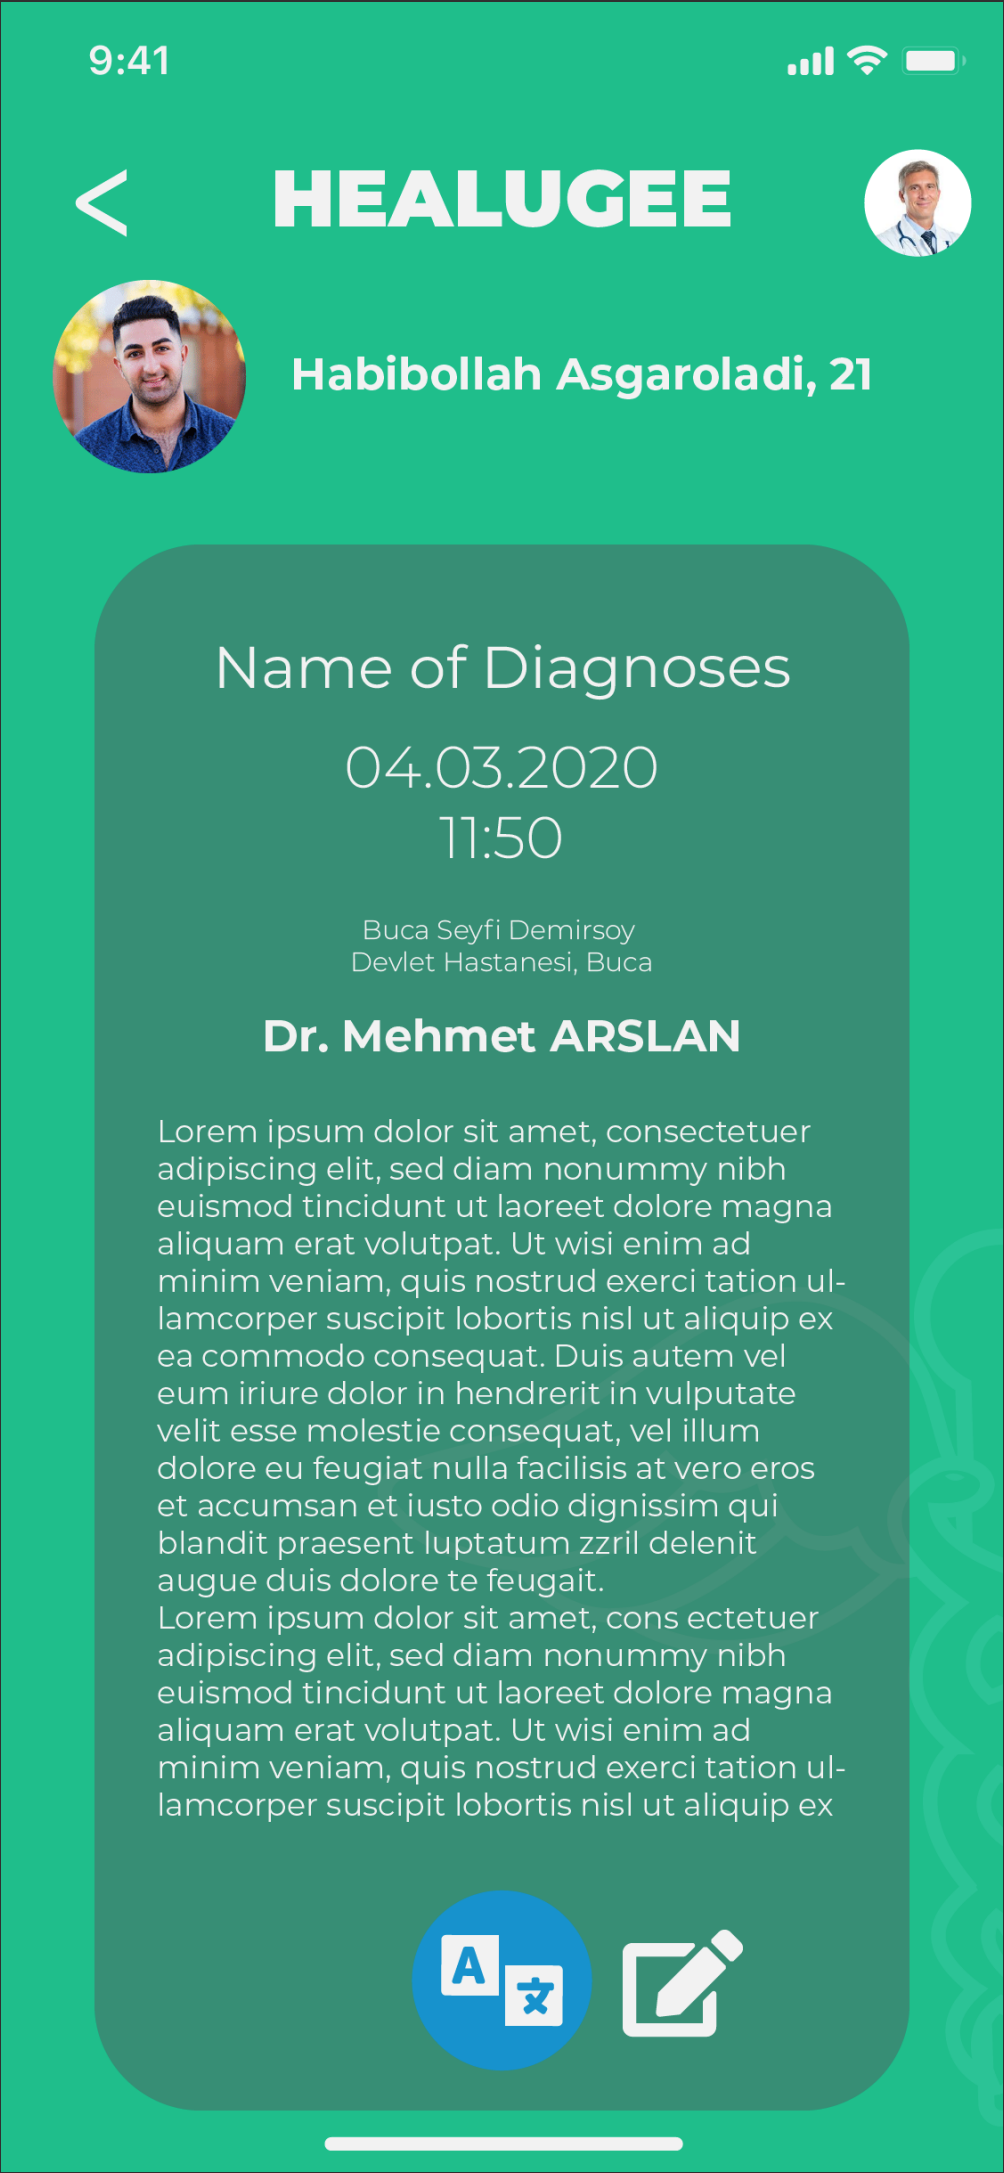 9:41
<
HEALUGEE
Habibollah Asgaroladi, 21
Name of Diagnoses
04.03.2020
11:50
Buca Seyfi Demirsoy
Devlet Hastanesi, Buca
Dr. Mehmet ARSLAN
Lorem ipsum dolor sit amet, consectetuer
adipiscing elit, sed diam nonummy nibh
euismod tincidunt ut laoreet dolore magna
aliquam erat volutpat. Ut wisi enim ad
minim veniam, quis nostrud exerci tation ul-
lamcorper suscipit lobortis nisl ut aliquip ex
ea commodo consequat. Duis autem vel
eum iriure dolor in hendrerit in vulputate
velit esse molestie consequat, vel illum
dolore eu feugiat nulla facilisis at vero eros
et accumsan et iusto odio dignissim qui
blandit praesent luptatum zzril delenit
augue duis dolore te feugait.
Lorem ipsum dolor sit amet, cons ectetuer
adipiscing elit, sed diam nonummy nibh
euismod tincidunt ut laoreet dolore magna
aliquam erat volutpat. Ut wisi enim ad
minim veniam, quis nostrud exerci tation ul-
lamcorper suscipit lobortis nisl ut aliquip ex
A 文